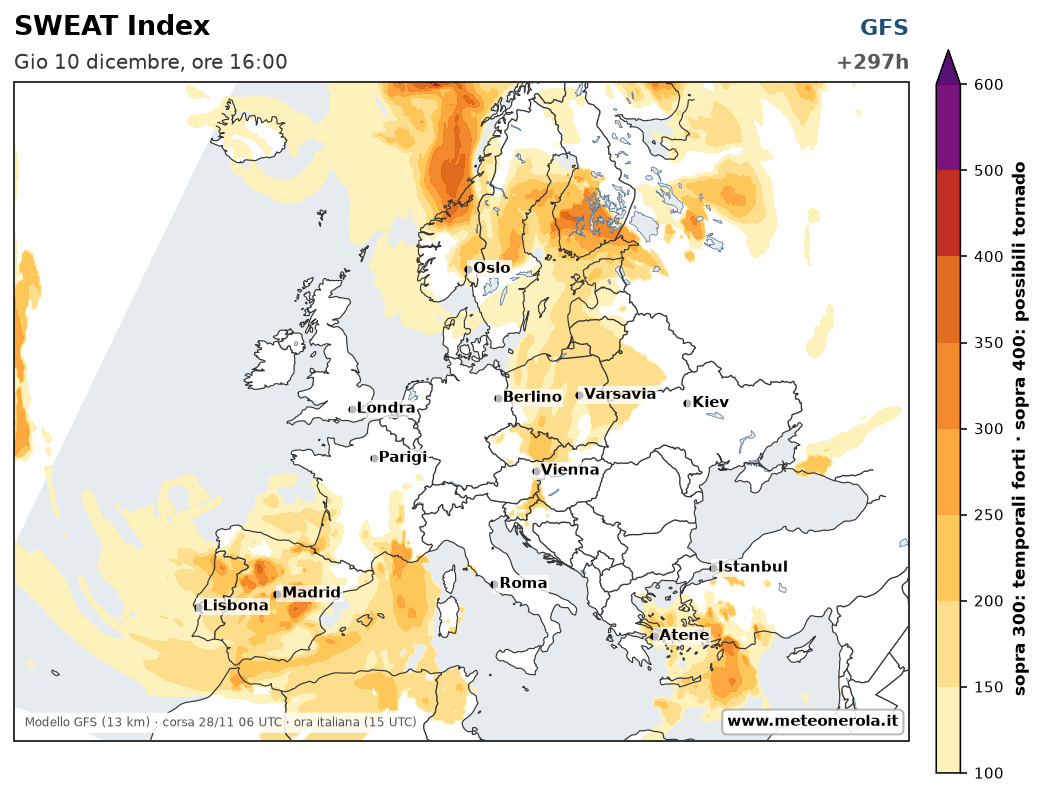 SWEAT Index
GFS
Gio 10 dicembre, ore 16:00
+297h
600
500
400
350
300
250
200
150
100
sopra 300: temporali forti · sopra 400: possibili tornado
Oslo
Berlino
Varsavia
Kiev
Londra
Parigi
Vienna
Istanbul
Roma
Madrid
Lisbona
Atene
Modello GFS (13 km) · corsa 28/11 06 UTC · ora italiana (15 UTC)
www.meteonerola.it